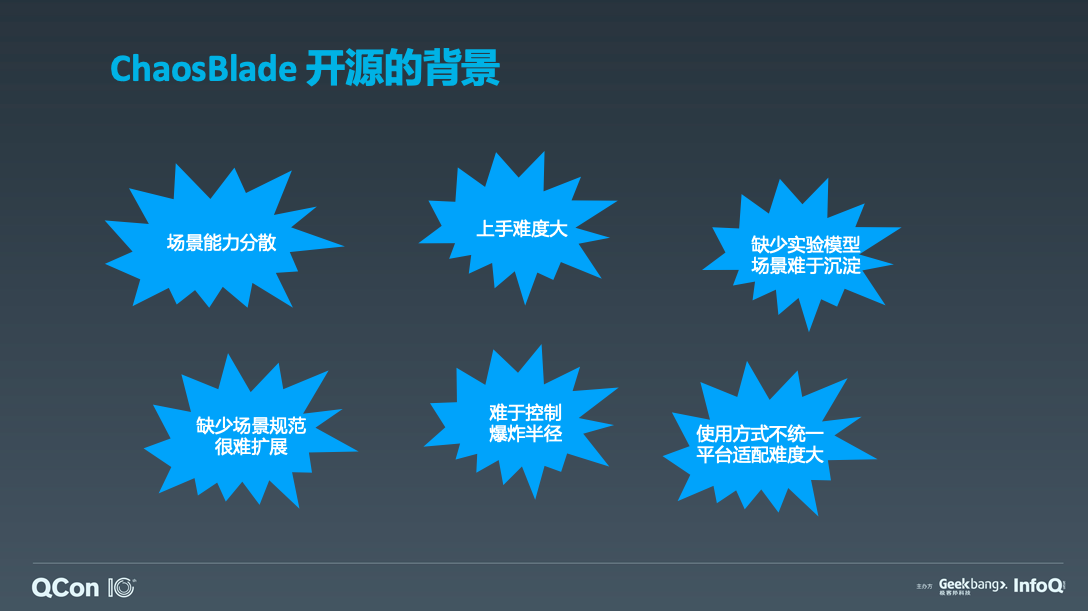 ChaosBlade 开源的背景
场景能力分散
上手难度大
缺少实验模型
场景难于沉淀
缺少场景规范
很难扩展
难于控制
爆炸半径
使用方式不统一
平台适配难度大
QCon 10
主办方 Geekbang>. InfoQ
极客邦科技